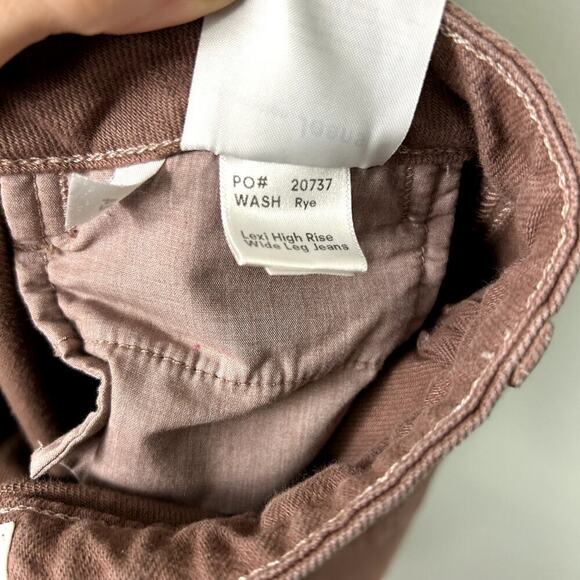 PO# 20737
WASH Rye
Lexi High Rise
Wide Leg Jeans